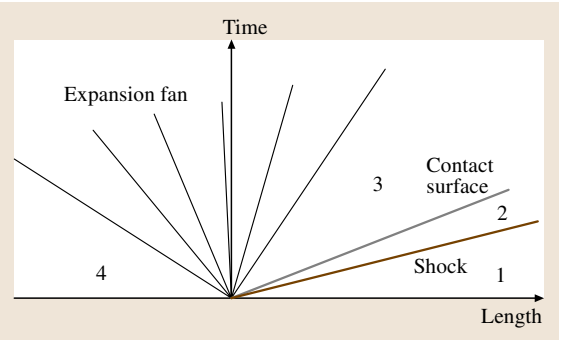 Time
Expansion fan
Contact
surface
3
2
4
Shock
1
Length